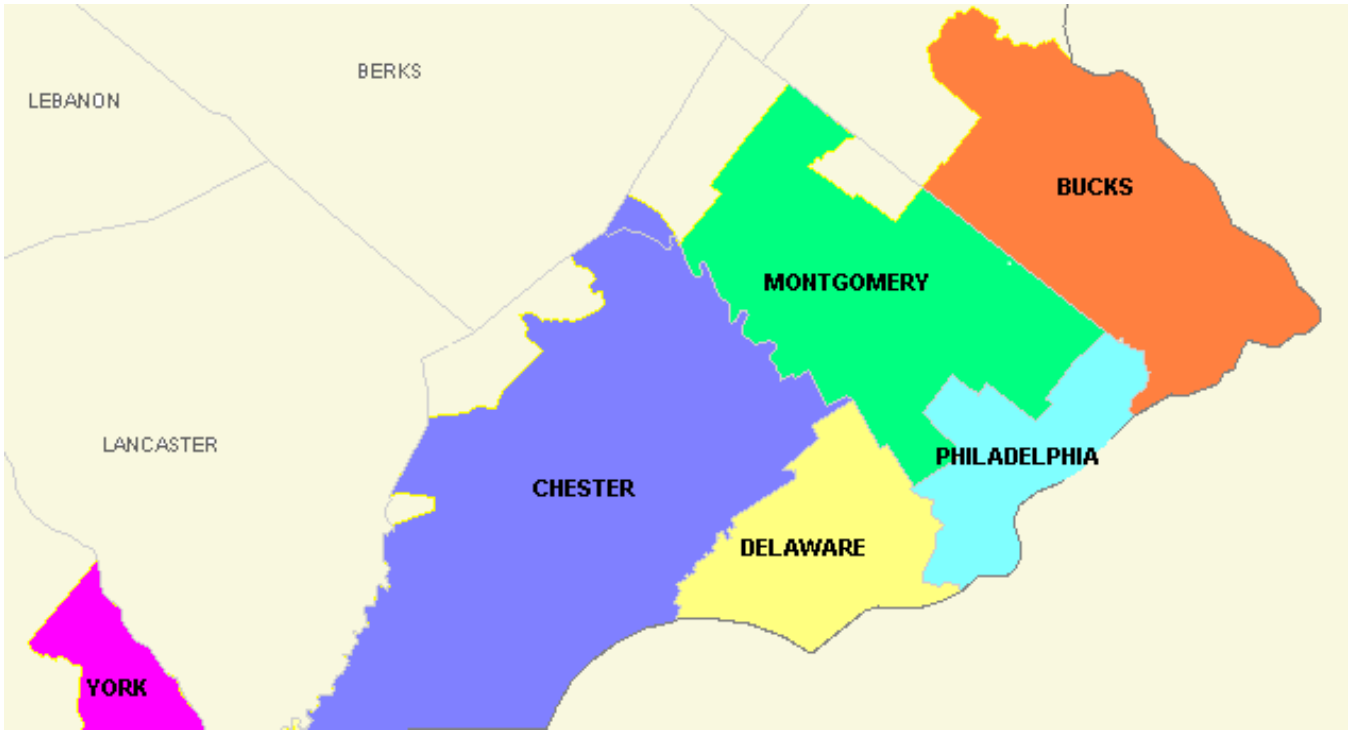 BERKS
LEBANON
BUCKS
MONTGOMERY
LANCASTER
PHILADELPHIA
CHESTER
DELAWARE
YORK